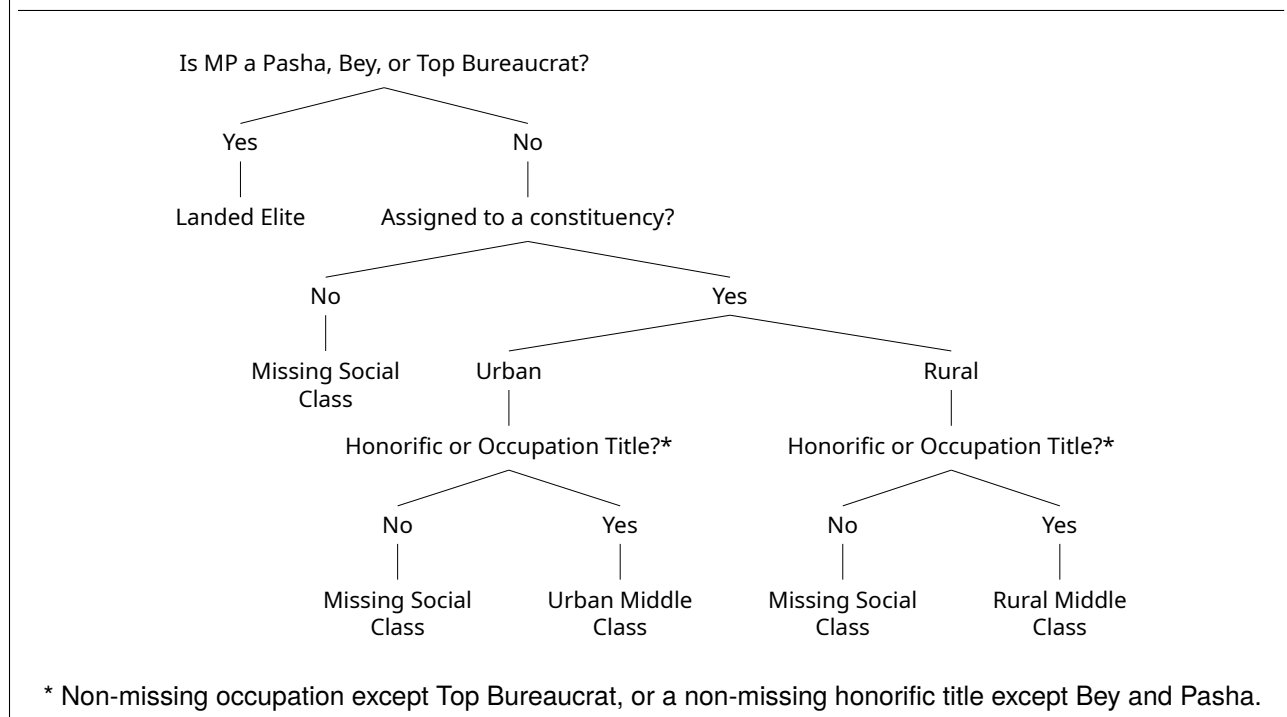 Is MP a Pasha, Bey, or Top Bureaucrat?
Yes
No
Landed Elite
Assigned to a constituency?
No
Yes
Missing Social
Class
Urban
Rural
Honorific or Occupation Title?*
Honorific or Occupation Title?*
No
Yes
No
Yes
Missing Social
Class
Urban Middle
Class
Missing Social
Class
Rural Middle
Class
* Non-missing occupation except Top Bureaucrat, or a non-missing honorific title except Bey and Pasha.